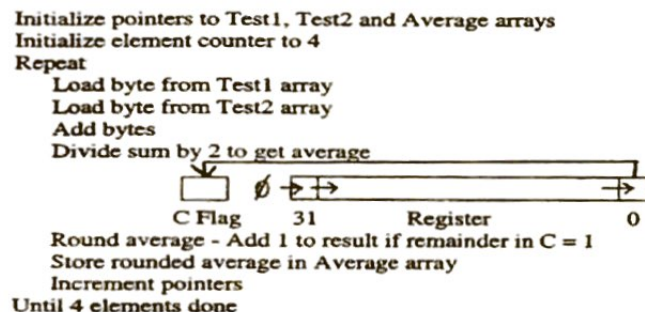 Initialize pointers to Test1, Test2 and Average arrays
Initialize element counter to 4
Repeat
Load byte from Test1 array
Load byte from Test2 array
Add bytes
Divide sum by 2 to get average
0
C Flag 31 Register 0
Round average - Add 1 to result if remainder in C = 1
Store rounded average in Average array
Increment pointers
Until 4 elements done